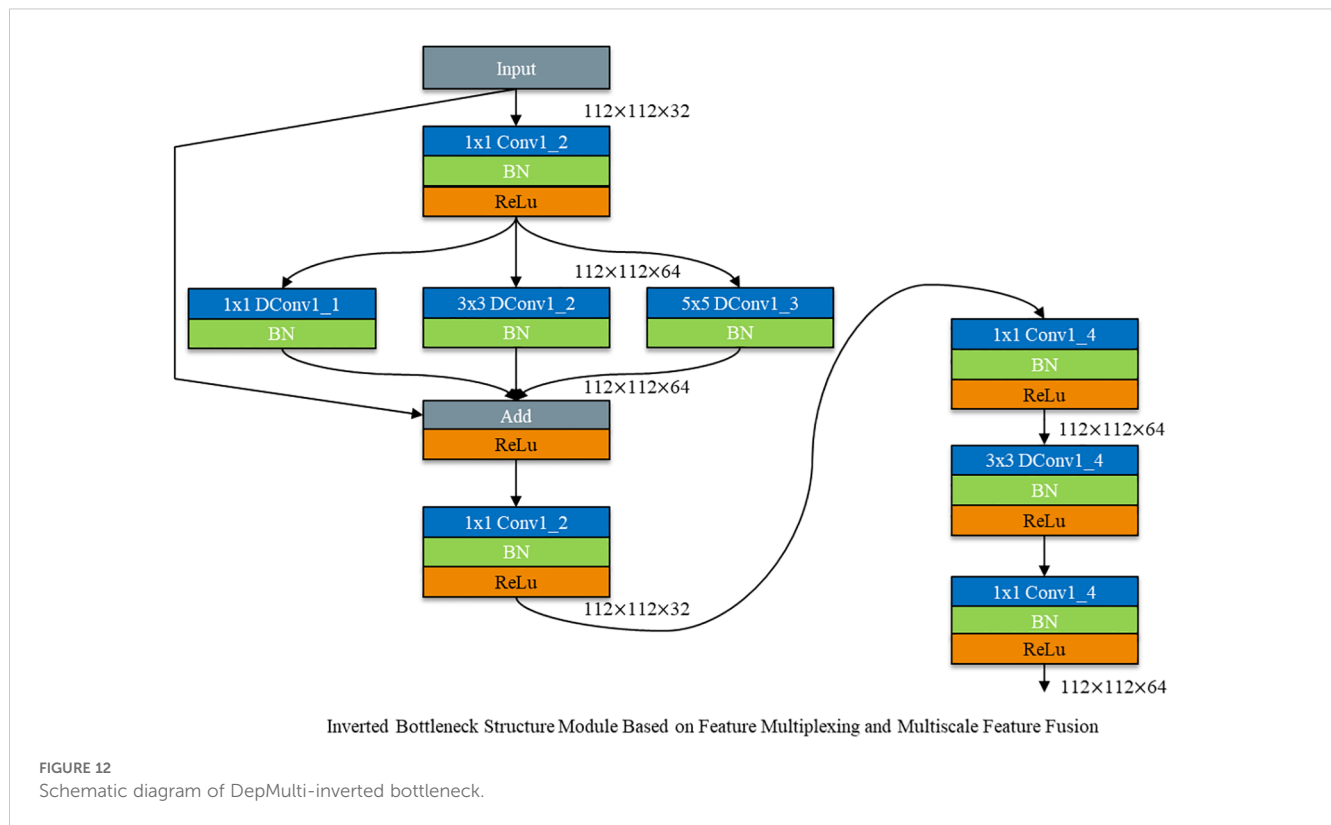 Input
112×112×32
1x1 Conv1_2
BN
ReLu
112×112×64
1x1 DConv1_1
BN
3x3 DConv1_2
BN
5x5 DConv1_3
BN
112×112×64
Add
ReLu
1x1 Conv1_2
BN
ReLu
112×112×32
1x1 Conv1_4
BN
ReLu
112×112×64
3x3 DConv1_4
BN
ReLu
1x1 Conv1_4
BN
ReLu
112×112×64
Inverted Bottleneck Structure Module Based on Feature Multiplexing and Multiscale Feature Fusion
FIGURE 12
Schematic diagram of DepMulti-inverted bottleneck.